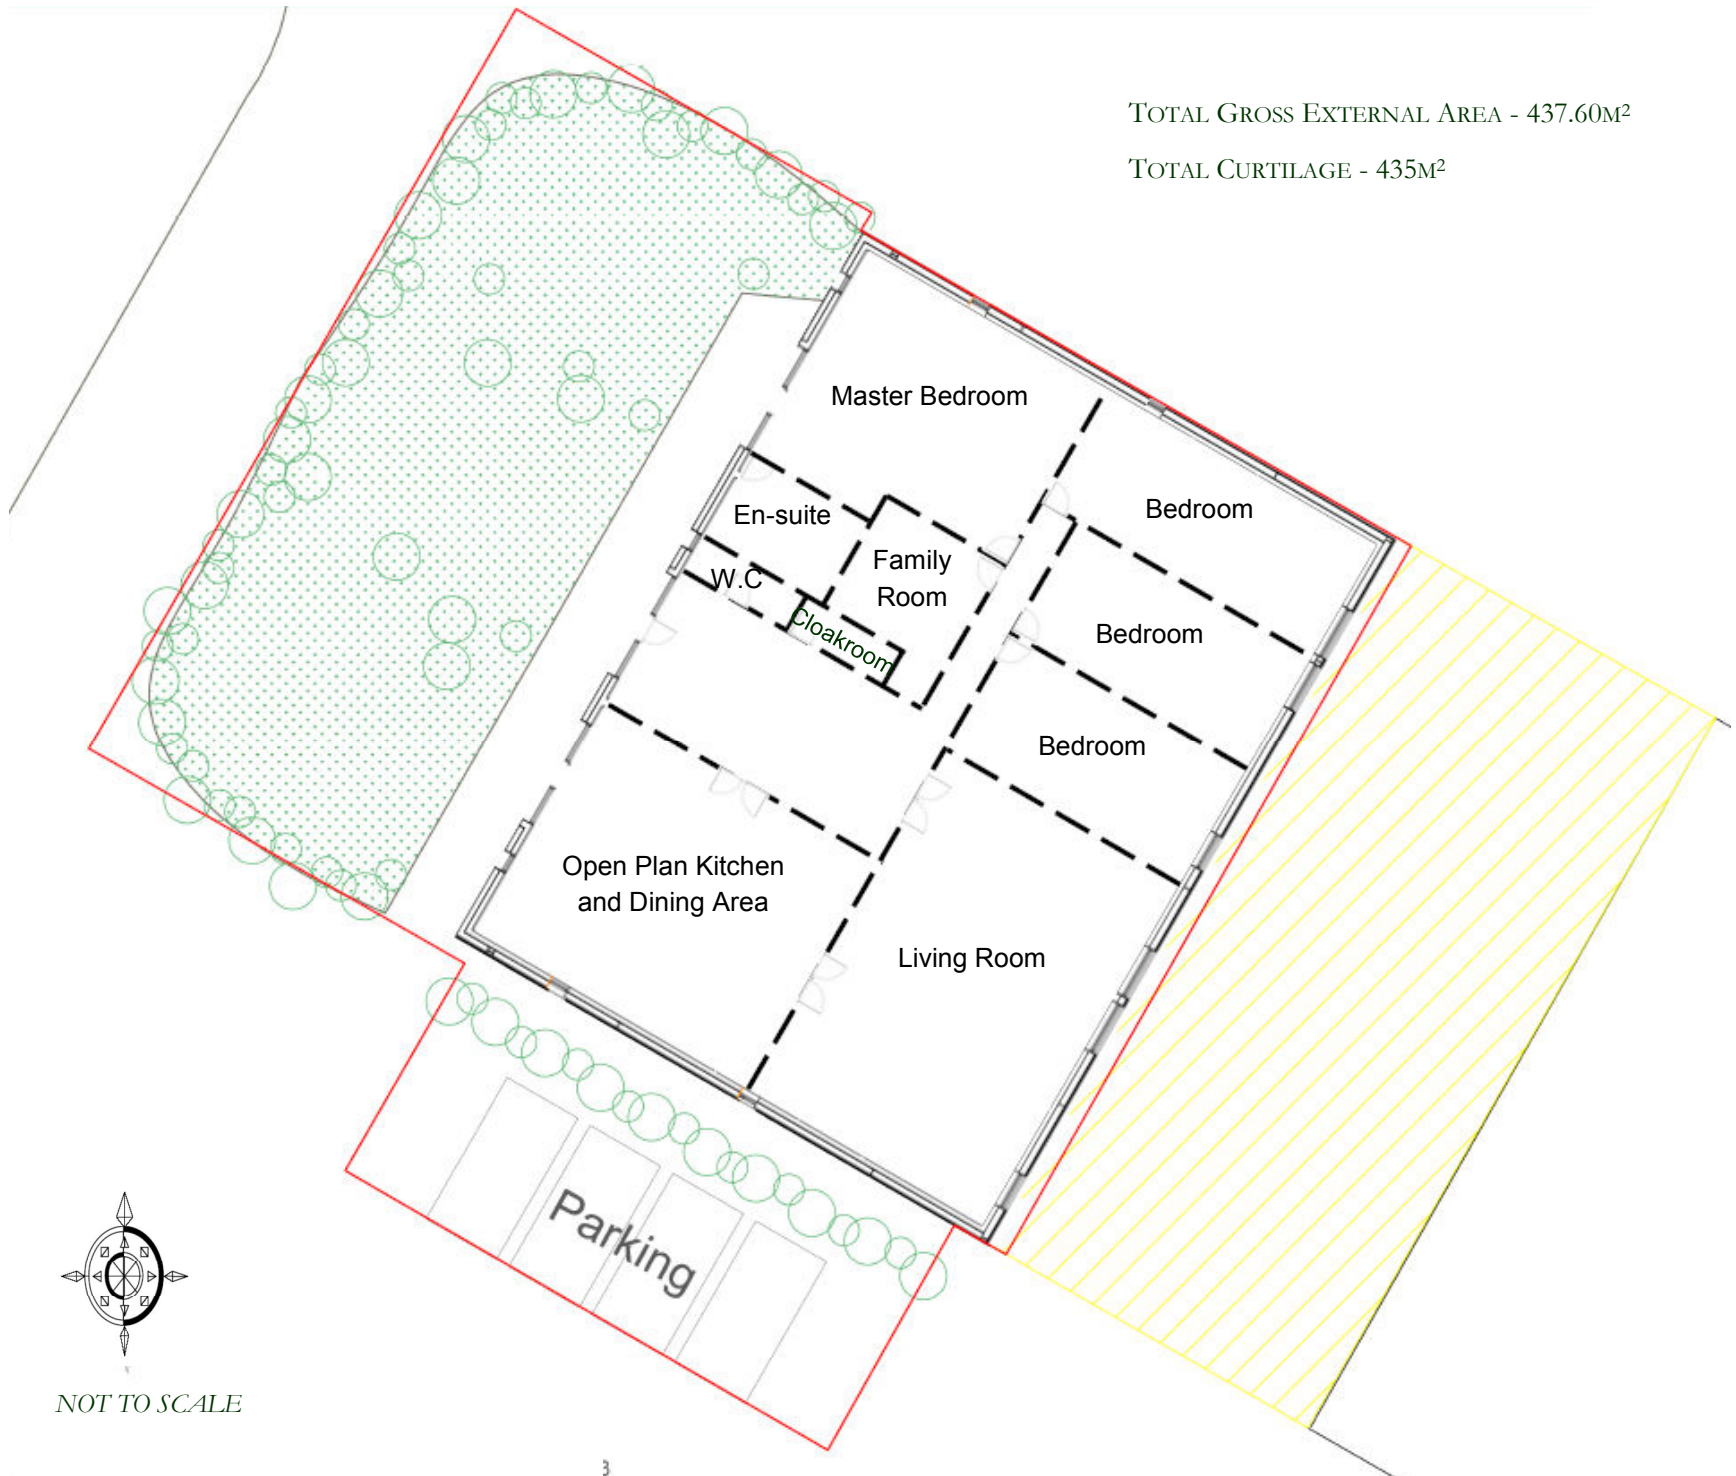 TOTAL GROSS EXTERNAL AREA - 437.60M²
TOTAL CURTILAGE - 435M²
Master Bedroom
Bedroom
En-suite
Family
Room
W.C
Cloakroom
Bedroom
Bedroom
Open Plan Kitchen
and Dining Area
Living Room
Parking
NOT TO SCALE